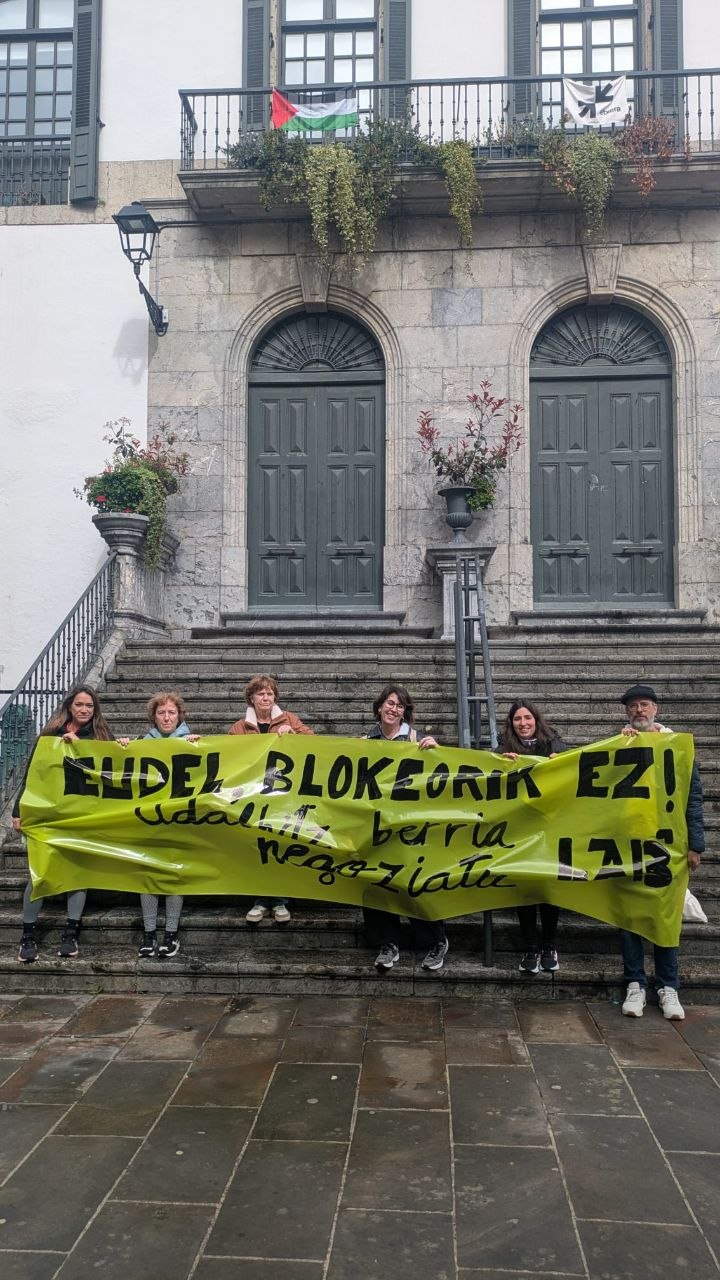 EUDEL, BLOKEORIK EZ!
Udalhitz berria
negoziatu LAB